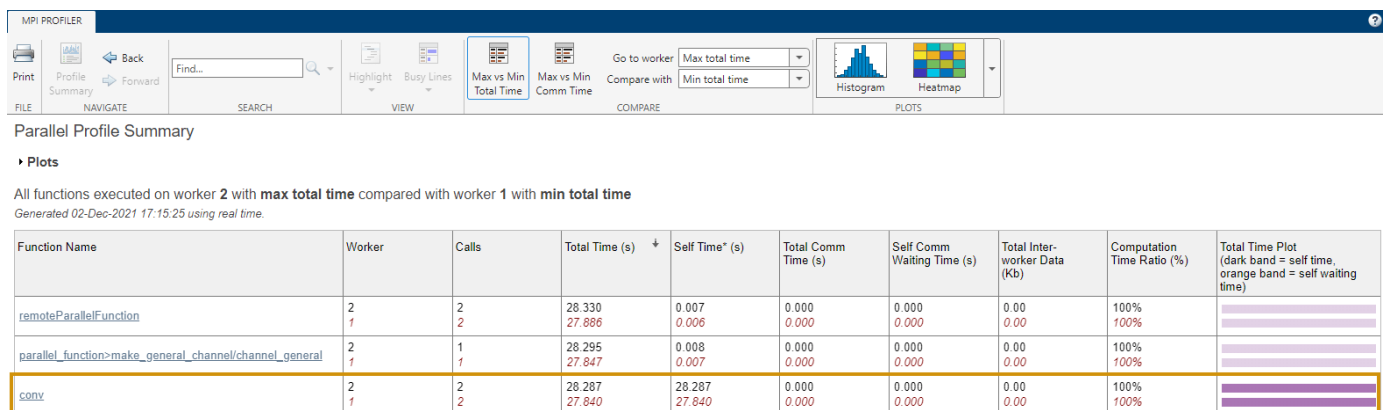 MPI PROFILER
?
Print
Profile Summary
Back
Forward
Find...
Highlight
Busy Lines
Max vs Min Total Time
Max vs Min Comm Time
Go to worker Max total time
Compare with Min total time
Histogram
Heatmap
FILE NAVIGATE SEARCH VIEW COMPARE PLOTS
Parallel Profile Summary
Plots
All functions executed on worker 2 with max total time compared with worker 1 with min total time
Generated 02-Dec-2021 17:15:25 using real time.
Function Name Worker Calls Total Time (s) Self Time* (s) Total Comm Time (s) Self Comm Waiting Time (s) Total Inter-worker Data (Kb) Computation Time Ratio (%) Total Time Plot (dark band = self time, orange band = self waiting time)
remoteParallelFunction
2 2 28.330 0.007 0.000 0.000 0.00 100%
1 2 27.886 0.006 0.000 0.000 0.00 100%
parallel_function>make_general_channel/channel_general
2 1 28.295 0.008 0.000 0.000 0.00 100%
1 1 27.847 0.007 0.000 0.000 0.00 100%
conv
2 2 28.287 28.287 0.000 0.000 0.00 100%
1 2 27.840 27.840 0.000 0.000 0.00 100%